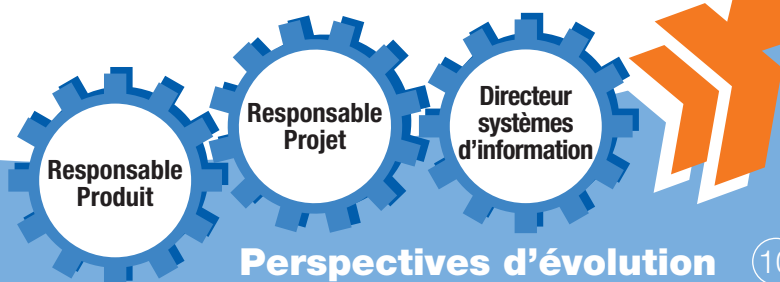 Responsable
Produit
Responsable
Projet
Directeur
systèmes
d'information
Perspectives d'évolution